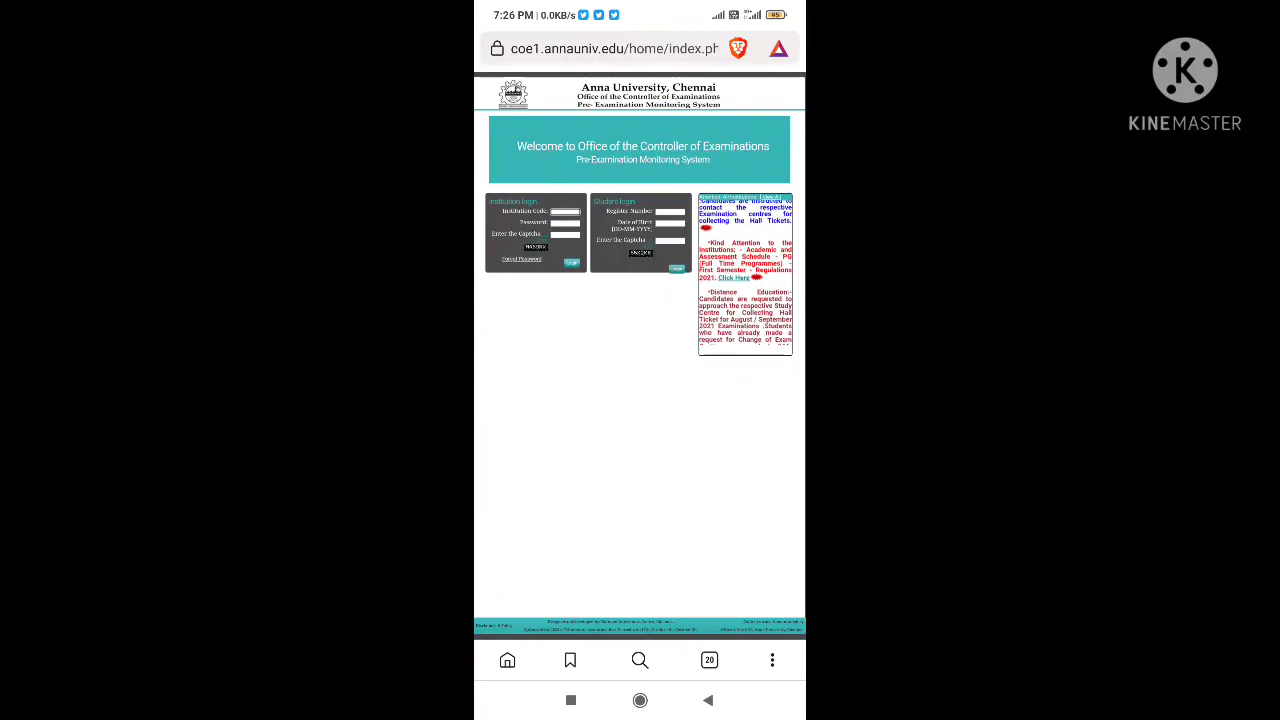 7:26 PM | 0.0KB/s
95
coe1.annauniv.edu/home/index.ph
K
KINEMASTER
Anna University, Chennai
Office of the Controller of Examinations
Pre- Examination Monitoring System
Welcome to Office of the Controller of Examinations
Pre-Examination Monitoring System
Institution login
Institution Code:
Password:
Enter the Captcha
Forgot Password
Login
Student login
Register Number
Date of Birth
[DD-MM-YYYY]
Enter the Captcha
Login
contact the respective
Examination centres for
collecting the Hall Tickets.
*Kind Attention to the
Institutions: - Academic and
Assessment Schedule - PG
(Full Time Programmes) -
First Semester - Regulations
2021. Click Here
*Distance Education:-
Candidates are requested to
approach the respective Study
Centre for Collecting Hall
Ticket for August / September
2021 Examinations .Students
who have already made a
request for Change of Exam
20